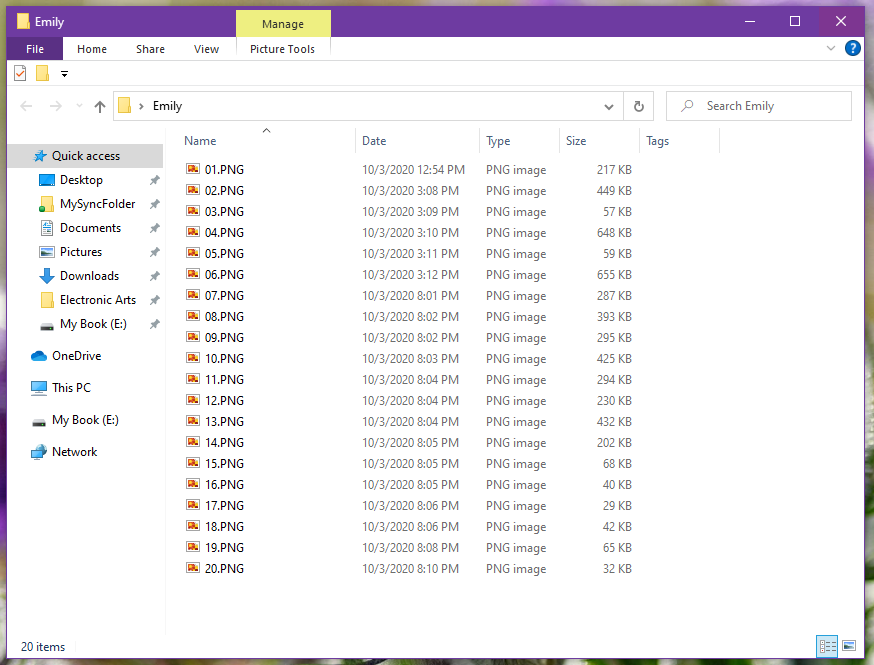 Emily
Manage
File Home Share View Picture Tools
?
Emily
Search Emily
Name Date Type Size Tags
Quick access
Desktop
MySyncFolder
Documents
Pictures
Downloads
Electronic Arts
My Book (E:)
OneDrive
This PC
My Book (E:)
Network
01.PNG 10/3/2020 12:54 PM PNG image 217 KB
02.PNG 10/3/2020 3:08 PM PNG image 449 KB
03.PNG 10/3/2020 3:09 PM PNG image 57 KB
04.PNG 10/3/2020 3:10 PM PNG image 648 KB
05.PNG 10/3/2020 3:11 PM PNG image 59 KB
06.PNG 10/3/2020 3:12 PM PNG image 655 KB
07.PNG 10/3/2020 8:01 PM PNG image 287 KB
08.PNG 10/3/2020 8:02 PM PNG image 393 KB
09.PNG 10/3/2020 8:02 PM PNG image 295 KB
10.PNG 10/3/2020 8:03 PM PNG image 425 KB
11.PNG 10/3/2020 8:04 PM PNG image 294 KB
12.PNG 10/3/2020 8:04 PM PNG image 230 KB
13.PNG 10/3/2020 8:04 PM PNG image 432 KB
14.PNG 10/3/2020 8:05 PM PNG image 202 KB
15.PNG 10/3/2020 8:05 PM PNG image 68 KB
16.PNG 10/3/2020 8:05 PM PNG image 40 KB
17.PNG 10/3/2020 8:06 PM PNG image 29 KB
18.PNG 10/3/2020 8:06 PM PNG image 42 KB
19.PNG 10/3/2020 8:08 PM PNG image 65 KB
20.PNG 10/3/2020 8:10 PM PNG image 32 KB
20 items